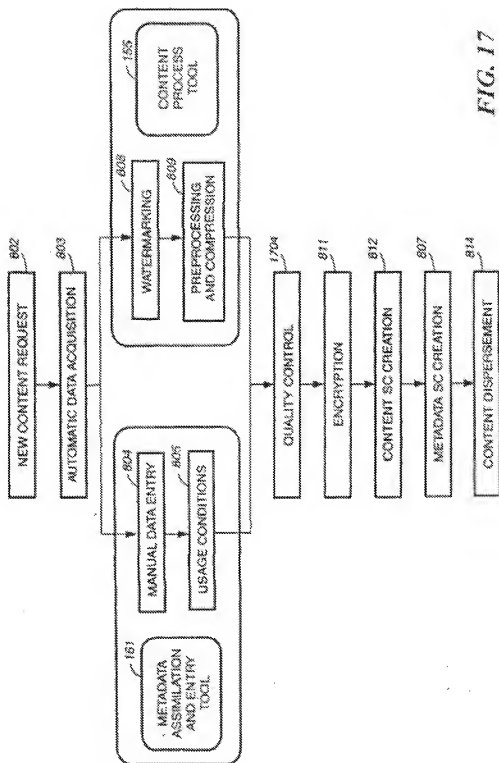 802
NEW CONTENT REQUEST
803
AUTOMATIC DATA ACQUISITION
161
METADATA
ASSIMILATION
AND ENTRY
TOOL
804
MANUAL DATA ENTRY
805
USAGE CONDITIONS
808
WATERMARKING
809
PREPROCESSING
AND COMPRESSION
155
CONTENT
PROCESS
TOOL
1704
QUALITY CONTROL
811
ENCRYPTION
812
CONTENT SC CREATION
807
METADATA SC CREATION
814
CONTENT DISPERSEMENT
FIG. 17